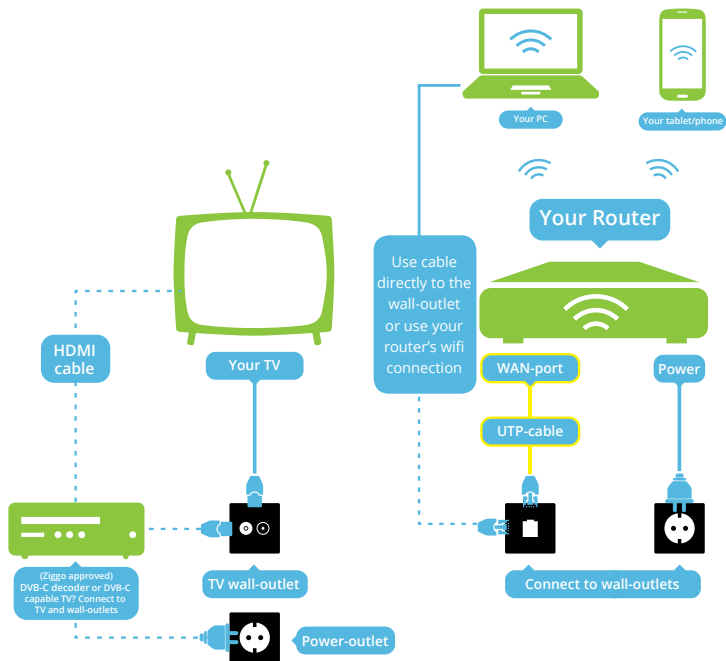 Your PC
Your tablet/phone
Your Router
Use cable
directly to the
wall-outlet
or use your
router's wifi
connection
HDMI
cable
Your TV
WAN-port
Power
UTP-cable
(Ziggo approved)
DVB-C decoder or DVB-C
capable TV? Connect to
TV and wall-outlets
TV wall-outlet
Connect to wall-outlets
Power-outlet